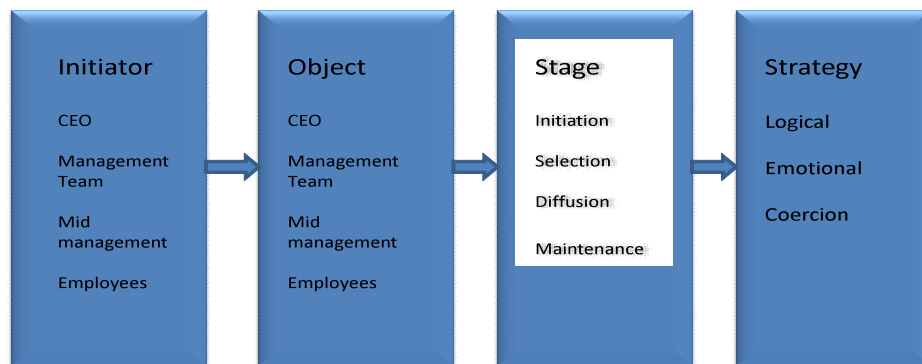 Initiator
CEO
Management
Team
Mid
management
Employees
Object
CEO
Management
Team
Mid
management
Employees
Stage
Initiation
Selection
Diffusion
Maintenance
Strategy
Logical
Emotional
Coercion